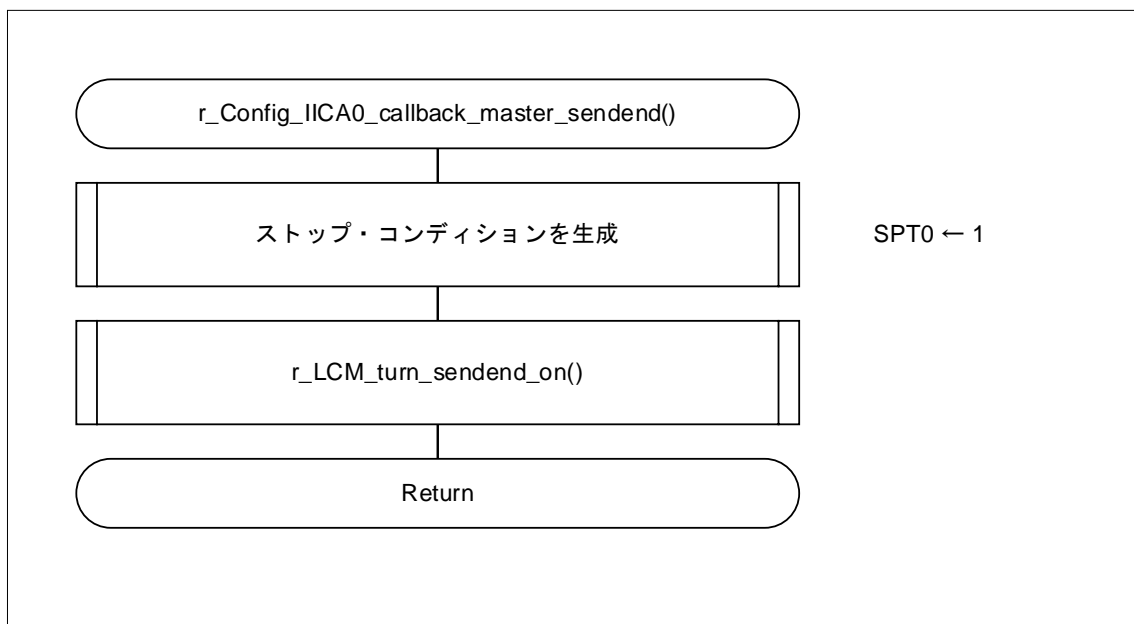 r_Config_IICA0_callback_master_sendend()
ストップ・コンディションを生成
SPT0 ← 1
r_LCM_turn_sendend_on()
Return